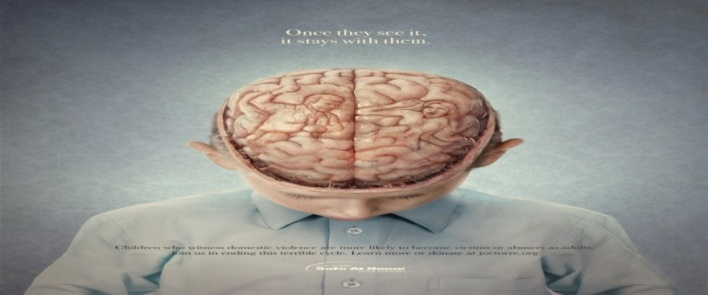 Once they see it,
it stays with them.
Children who witness domestic violence are more likely to become victims or abusers as adults.
Join us in ending this terrible cycle. Learn more or donate at joetorre.org
Safe At Home